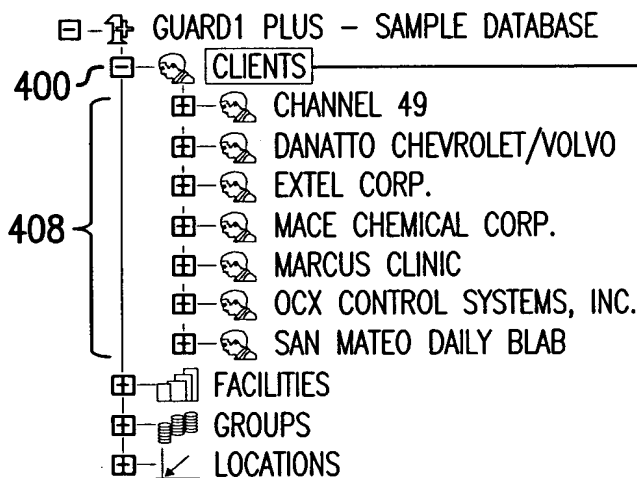 GUARD1 PLUS - SAMPLE DATABASE
400 CLIENTS
CHANNEL 49
DANATTO CHEVROLET/VOLVO
EXTEL CORP.
408 MACE CHEMICAL CORP.
MARCUS CLINIC
OCX CONTROL SYSTEMS, INC.
SAN MATEO DAILY BLAB
FACILITIES
GROUPS
LOCATIONS